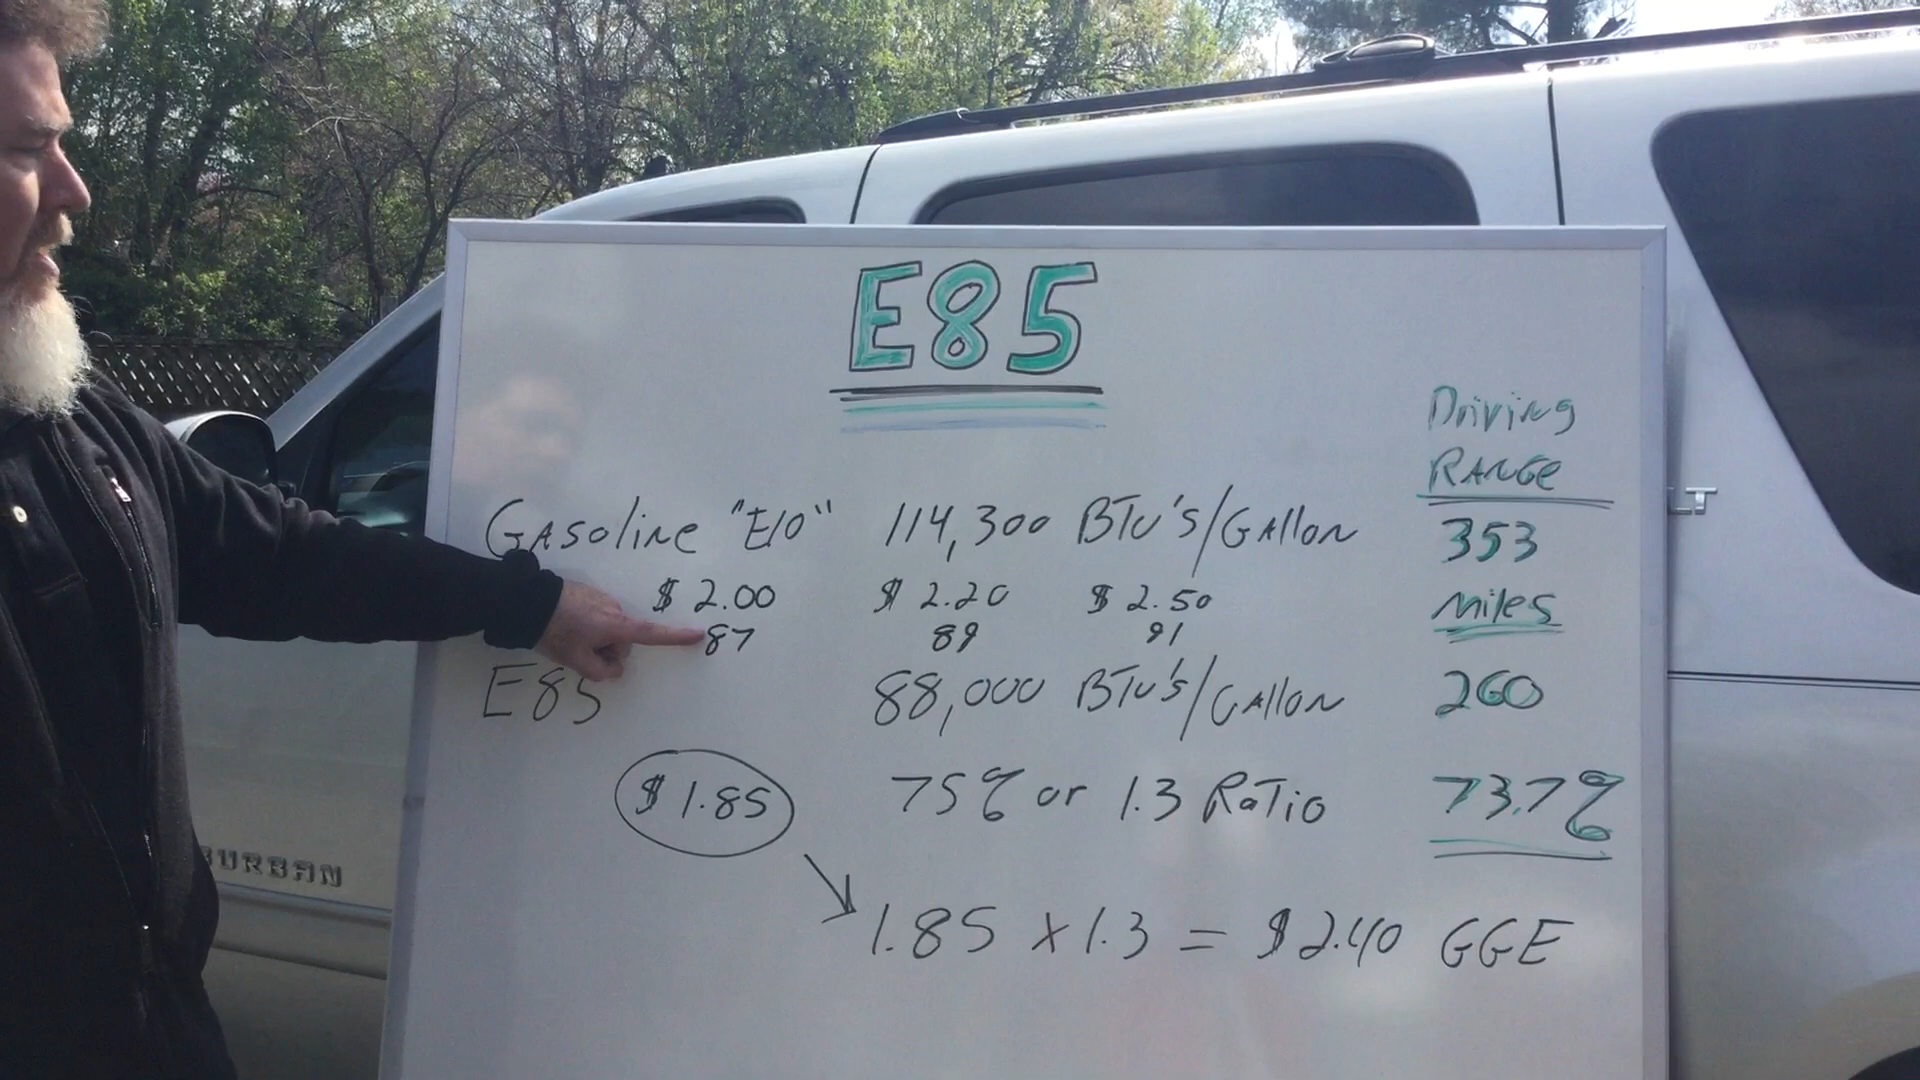 E85
Driving
RANGE
Gasoline "E10" 114,300 BTU's/Gallon 353
$ 2.00 $ 2.20 $ 2.50 Miles
87 89 91
E85 88,000 BTU's/Gallon 260
$ 1.85 75% or 1.3 Ratio 73.7%
1.85 x 1.3 = $2.40 GGE
URBAN